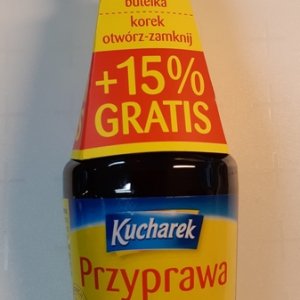 butelka
korek
otwórz-zamknij
+15%
GRATIS
Kucharek
Przyprawa